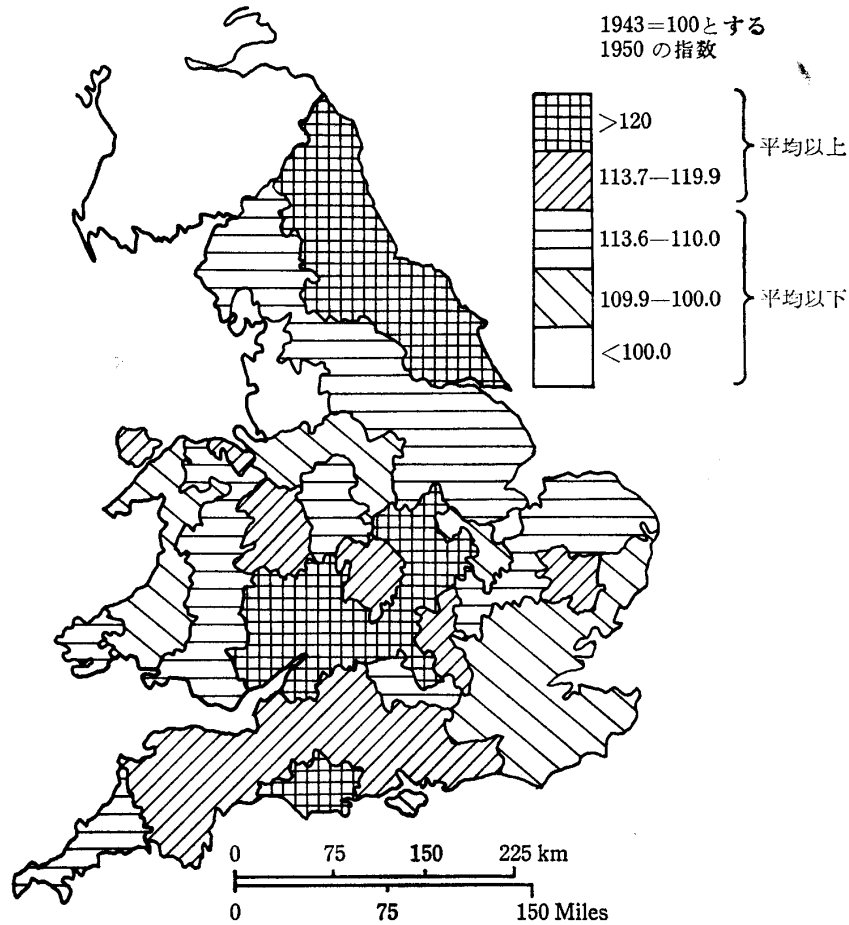 1943=100とする
1950 の指数
>120
113.7—119.9
平均以上
113.6—110.0
109.9—100.0
平均以下
<100.0
0 75 150 225 km
0 75 150 Miles